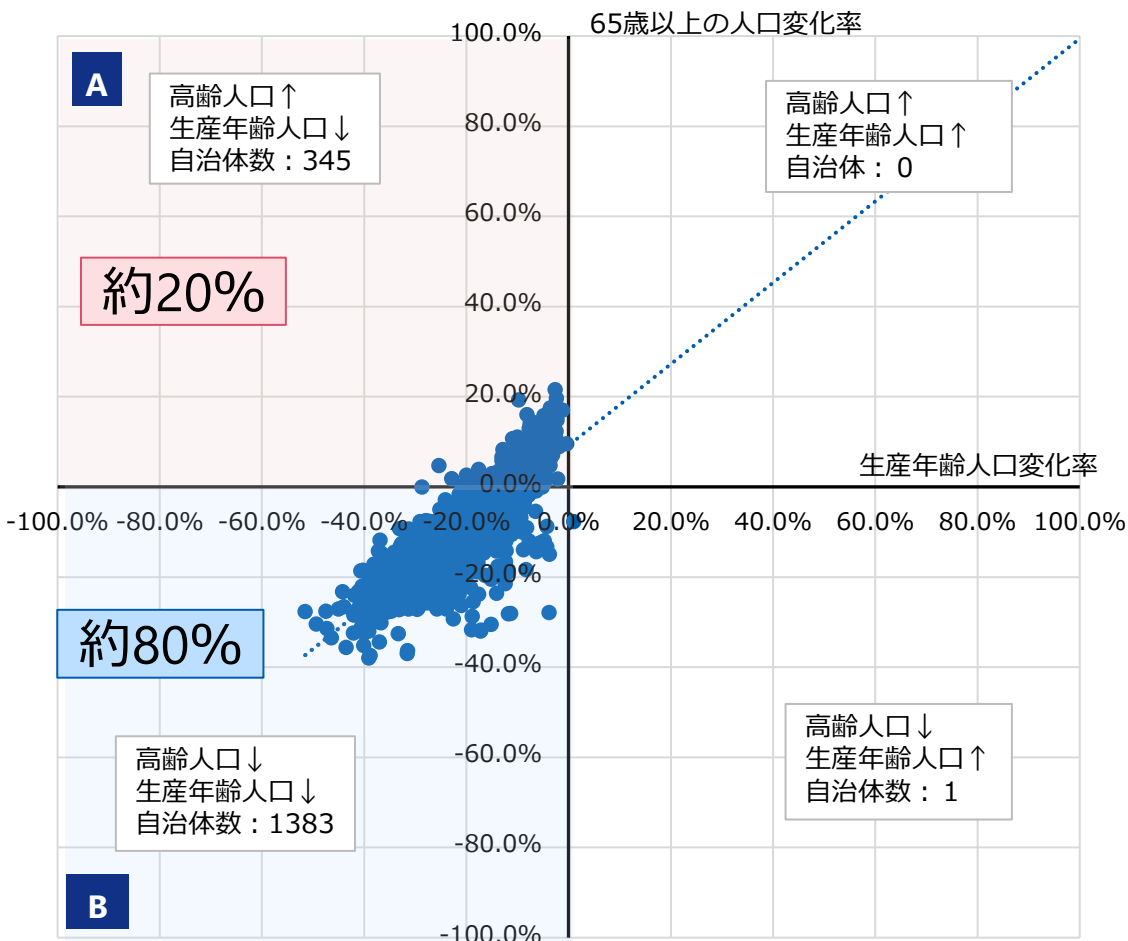 65歳以上の人口変化率
100.0%
A
高齢人口↑
生産年齢人口↓
自治体数：345
高齢人口↑
生産年齢人口↑
自治体： 0
80.0%
60.0%
約20%
40.0%
20.0%
生産年齢人口変化率
0.0%
-100.0% -80.0% -60.0% -40.0% -20.0% 0.0% 20.0% 40.0% 60.0% 80.0% 100.0%
-20.0%
約80%
-40.0%
高齢人口↓
生産年齢人口↓
自治体数：1383
高齢人口↓
生産年齢人口↑
自治体数： 1
-60.0%
-80.0%
B
-100.0%